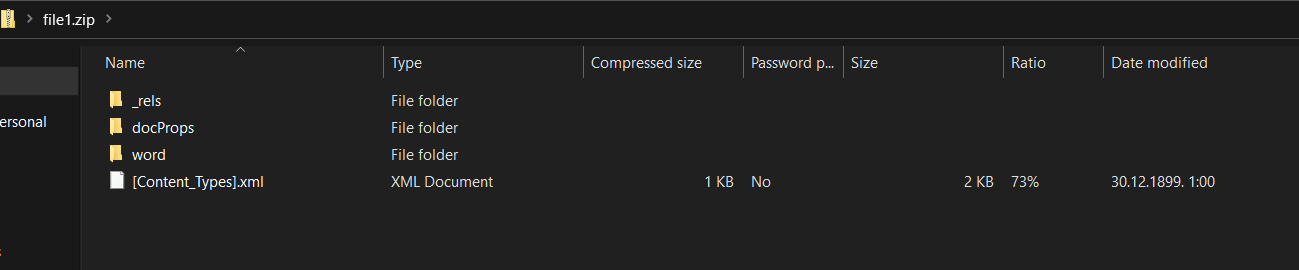 file1.zip
Name Type Compressed size Password p... Size Ratio Date modified
_rels File folder
ersonal docProps File folder
word File folder
[Content_Types].xml XML Document 1 KB No 2 KB 73% 30.12.1899. 1:00